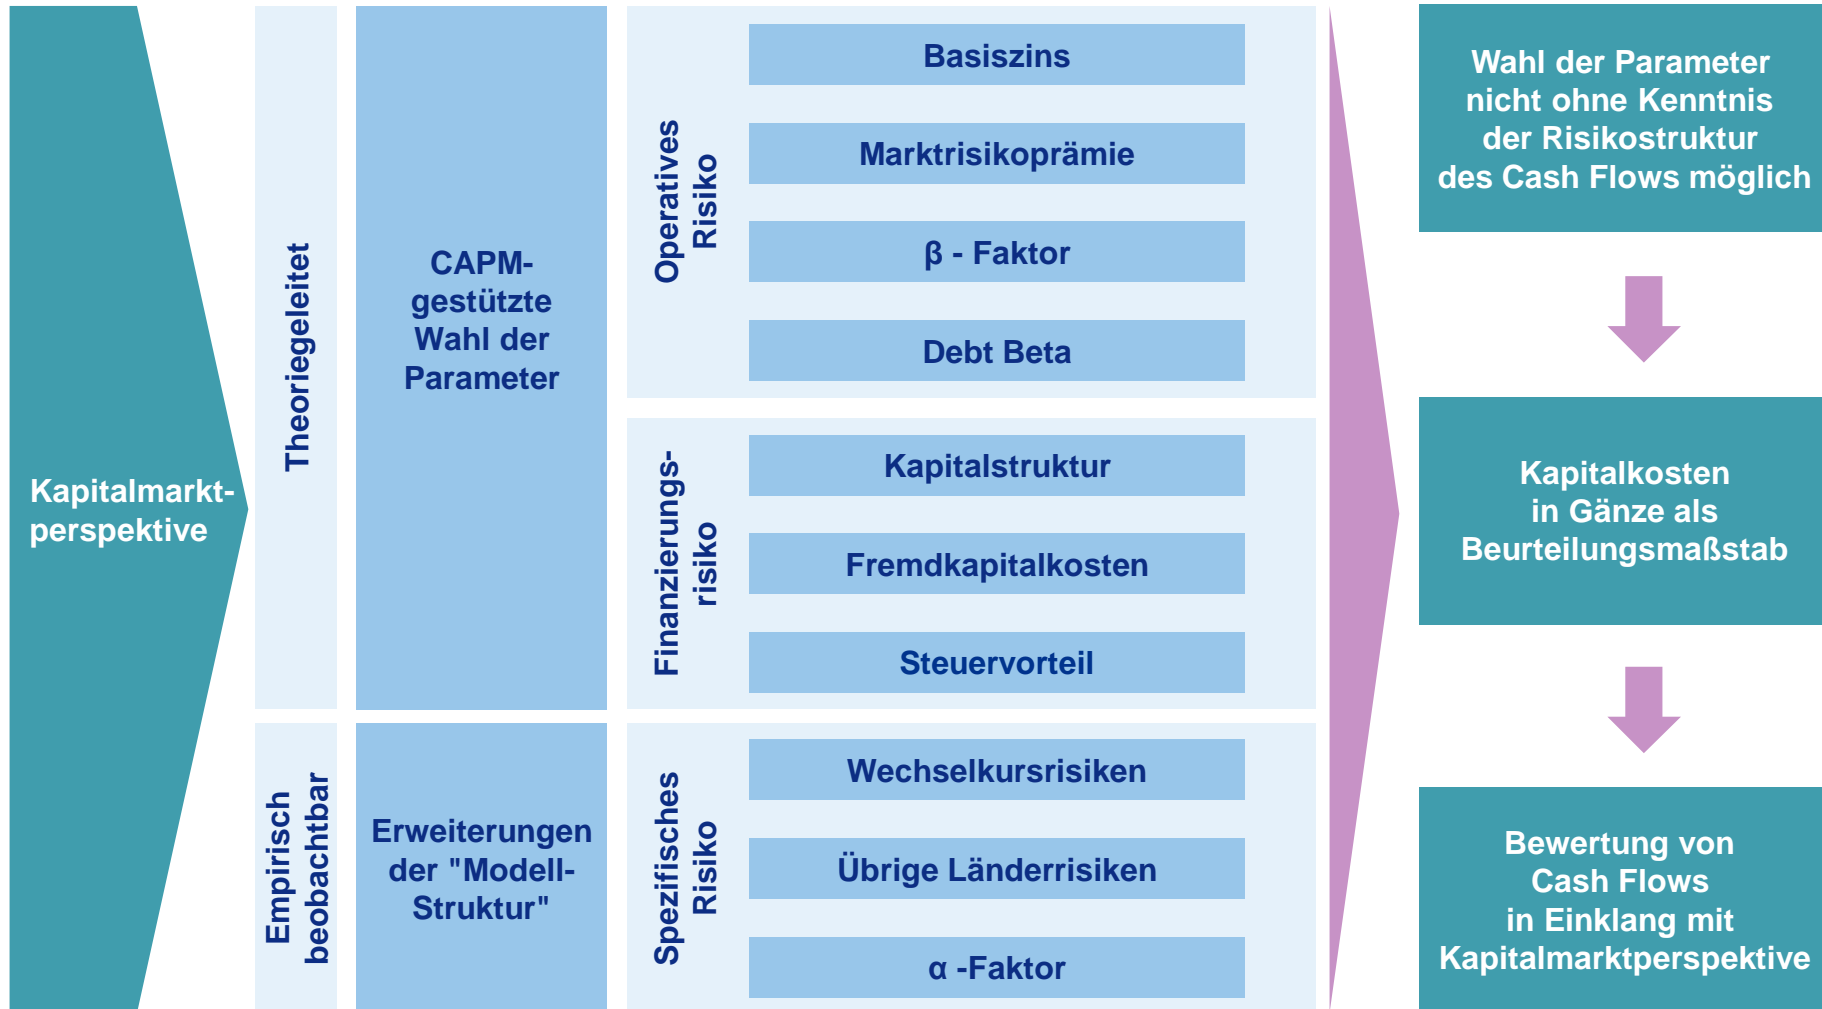 Kapitalmarkt-
perspektive
Theoriegeleitet
CAPM-
gestützte
Wahl der
Parameter
Operatives
Risiko
Basiszins
Marktrisikoprämie
β - Faktor
Debt Beta
Finanzierungs-
risiko
Kapitalstruktur
Fremdkapitalkosten
Steuervorteil
Empirisch
beobachtbar
Erweiterungen
der "Modell-
Struktur"
Spezifisches
Risiko
Wechselkursrisiken
Übrige Länderrisiken
α -Faktor
Wahl der Parameter
nicht ohne Kenntnis
der Risikostruktur
des Cash Flows möglich
Kapitalkosten
in Gänze als
Beurteilungsmaßstab
Bewertung von
Cash Flows
in Einklang mit
Kapitalmarktperspektive